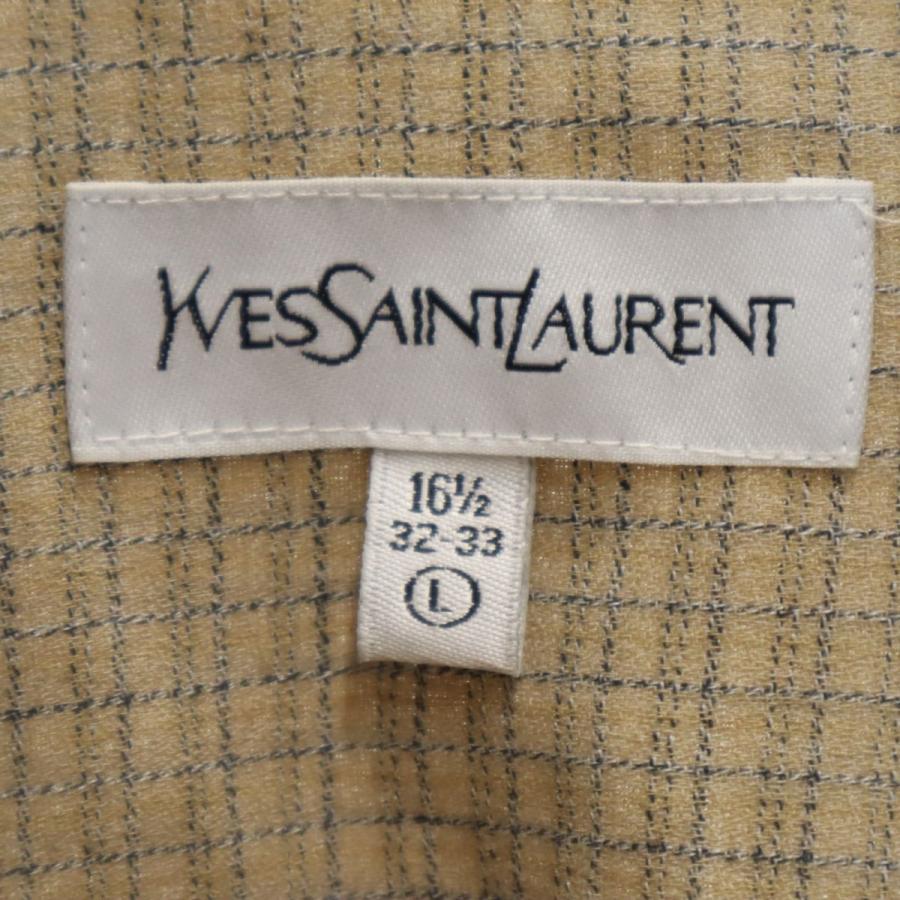 YVESSAINTLAURENT
16½
32-33
L